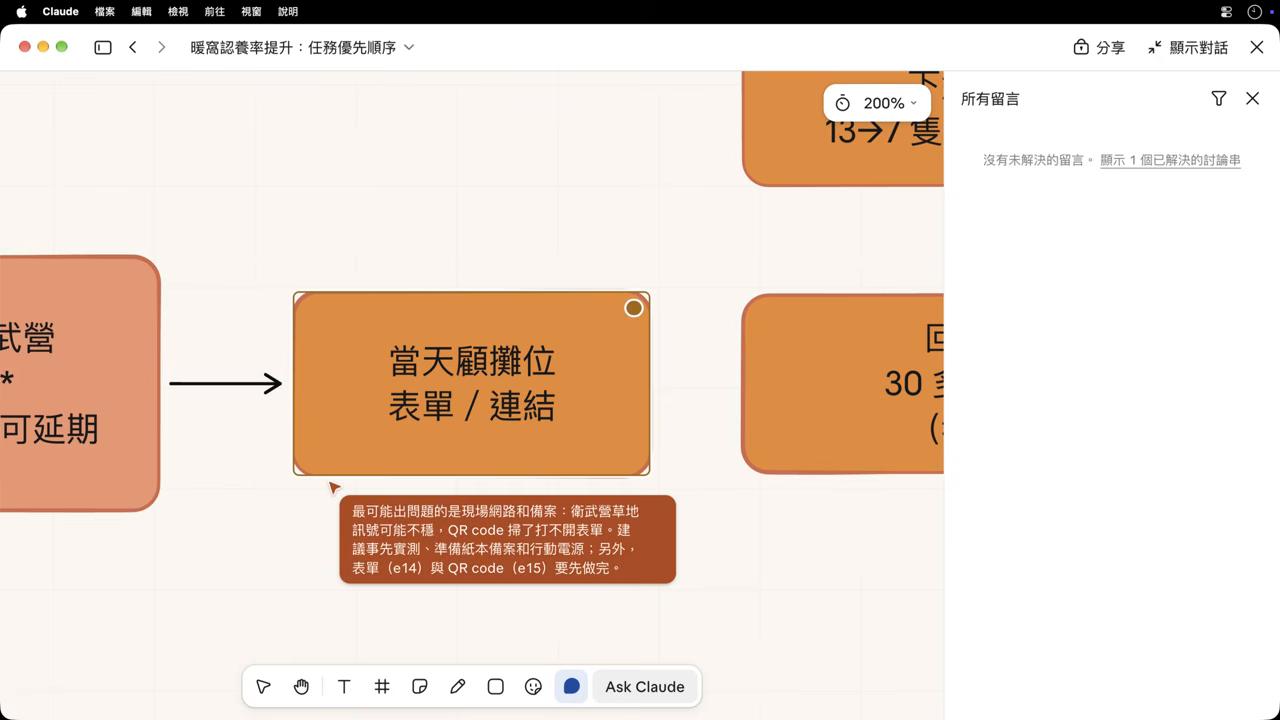 Claude 檔案 編輯 檢視 前往 視窗 說明
暖窩認養率提升：任務優先順序
分享 顯示對話
200%
所有留言
13→7 隻
沒有未解決的留言。 顯示 1 個已解決的討論串
武營
*
可延期
當天顧攤位
表單 / 連結
30
最可能出問題的是現場網路和備案：衛武營草地
訊號可能不穩，QR code 掃了打不開表單。建
議事先實測、準備紙本備案和行動電源；另外，
表單（e14）與 QR code（e15）要先做完。
T Ask Claude